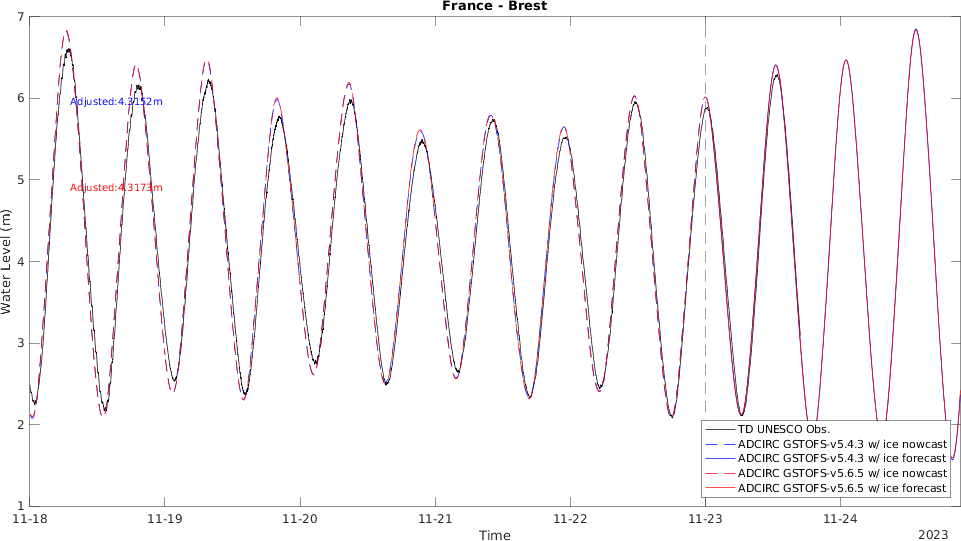 France - Brest
7
6
5
4
3
2
1
Water Level (m)
Adjusted:4.3152m
Adjusted:4.3173m
TD UNESCO Obs.
ADCIRC GSTOFS-v5.4.3 w/ ice nowcast
ADCIRC GSTOFS-v5.4.3 w/ ice forecast
ADCIRC GSTOFS-v5.6.5 w/ ice nowcast
ADCIRC GSTOFS-v5.6.5 w/ ice forecast
11-18 11-19 11-20 11-21 11-22 11-23 11-24
Time
2023